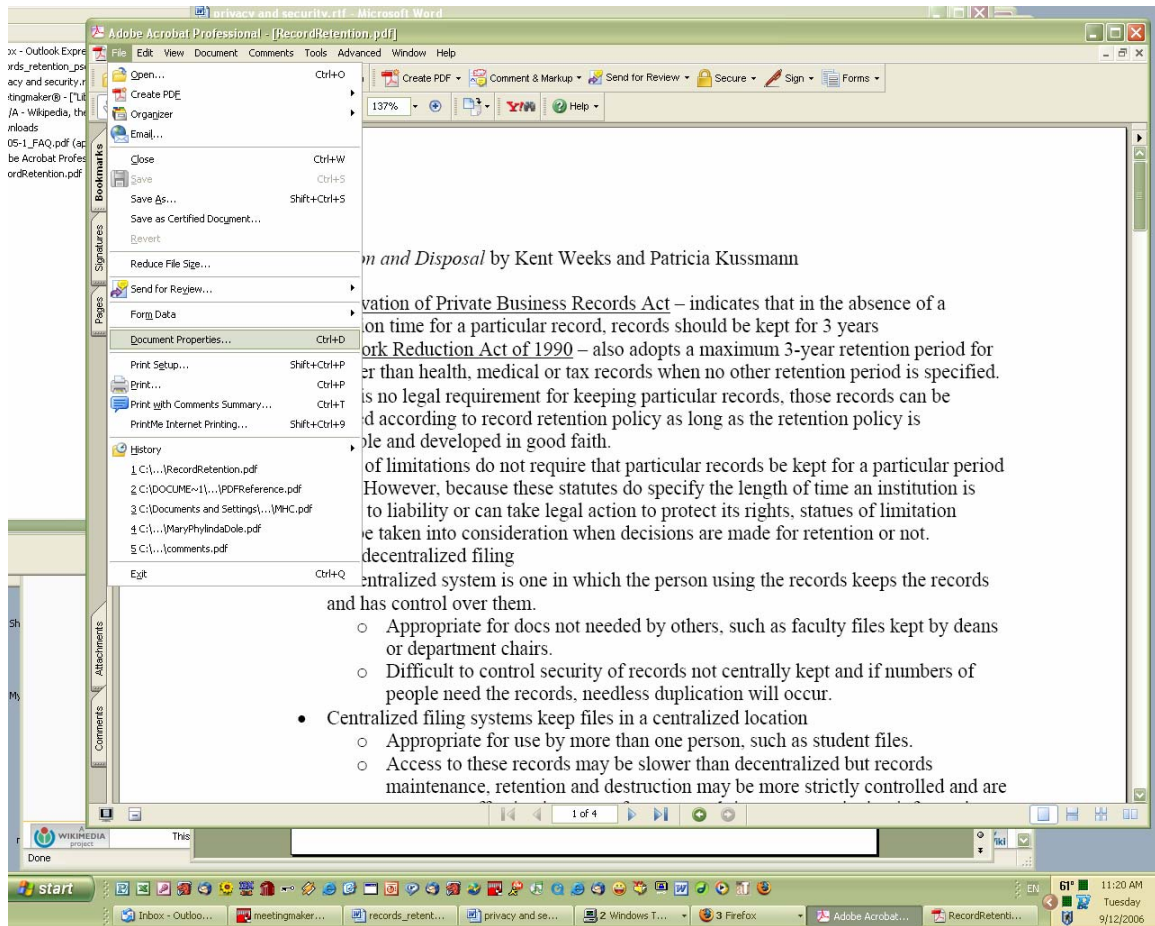 privacy and security.rtf - Microsoft Word
Adobe Acrobat Professional - [RecordRetention.pdf]
File Edit View Document Comments Tools Advanced Window Help
Create PDF Comment & Markup Send for Review Secure Sign Forms
137% Y! Help
ox - Outlook Expre
ords_retention_pse
acy and security.r
etingmaker® - ["Lib
/A - Wikipedia, the
wnloads
05-1_FAQ.pdf (ap
be Acrobat Profes
ordRetention.pdf
Bookmarks
Signatures
Pages
Attachments
Comments
Open... Ctrl+O
Create PDF
Organizer
Email...
Close Ctrl+W
Save Ctrl+S
Save As... Shift+Ctrl+S
Save as Certified Document...
Revert
Reduce File Size...
Send for Review...
Form Data
Document Properties... Ctrl+D
Print Setup... Shift+Ctrl+P
Print... Ctrl+P
Print with Comments Summary... Ctrl+T
PrintMe Internet Printing... Shift+Ctrl+9
History
1 C:\...\RecordRetention.pdf
2 C:\DOCUME~1\...\PDFReference.pdf
3 C:\Documents and Settings\...\MHC.pdf
4 C:\...\MaryPhylindaDole.pdf
5 C:\...\comments.pdf
Exit Ctrl+Q
on and Disposal by Kent Weeks and Patricia Kussmann
vation of Private Business Records Act – indicates that in the absence of a
ion time for a particular record, records should be kept for 3 years
ork Reduction Act of 1990 – also adopts a maximum 3-year retention period for
er than health, medical or tax records when no other retention period is specified.
is no legal requirement for keeping particular records, those records can be
d according to record retention policy as long as the retention policy is
ble and developed in good faith.
of limitations do not require that particular records be kept for a particular period
However, because these statutes do specify the length of time an institution is
to liability or can take legal action to protect its rights, statues of limitation
e taken into consideration when decisions are made for retention or not.
decentralized filing
entralized system is one in which the person using the records keeps the records
and has control over them.
o Appropriate for docs not needed by others, such as faculty files kept by deans
or department chairs.
o Difficult to control security of records not centrally kept and if numbers of
people need the records, needless duplication will occur.
• Centralized filing systems keep files in a centralized location
o Appropriate for use by more than one person, such as student files.
o Access to these records may be slower than decentralized but records
maintenance, retention and destruction may be more strictly controlled and are
1 of 4
Sh
My
A WIKIMEDIA project
This
Wiki
Done
start
EN 61° 11:20 AM
Tuesday
9/12/2006
Inbox - Outloo... meetingmaker... records_retent... privacy and se... 2 Windows T... 3 Firefox Adobe Acrobat... RecordRetenti...